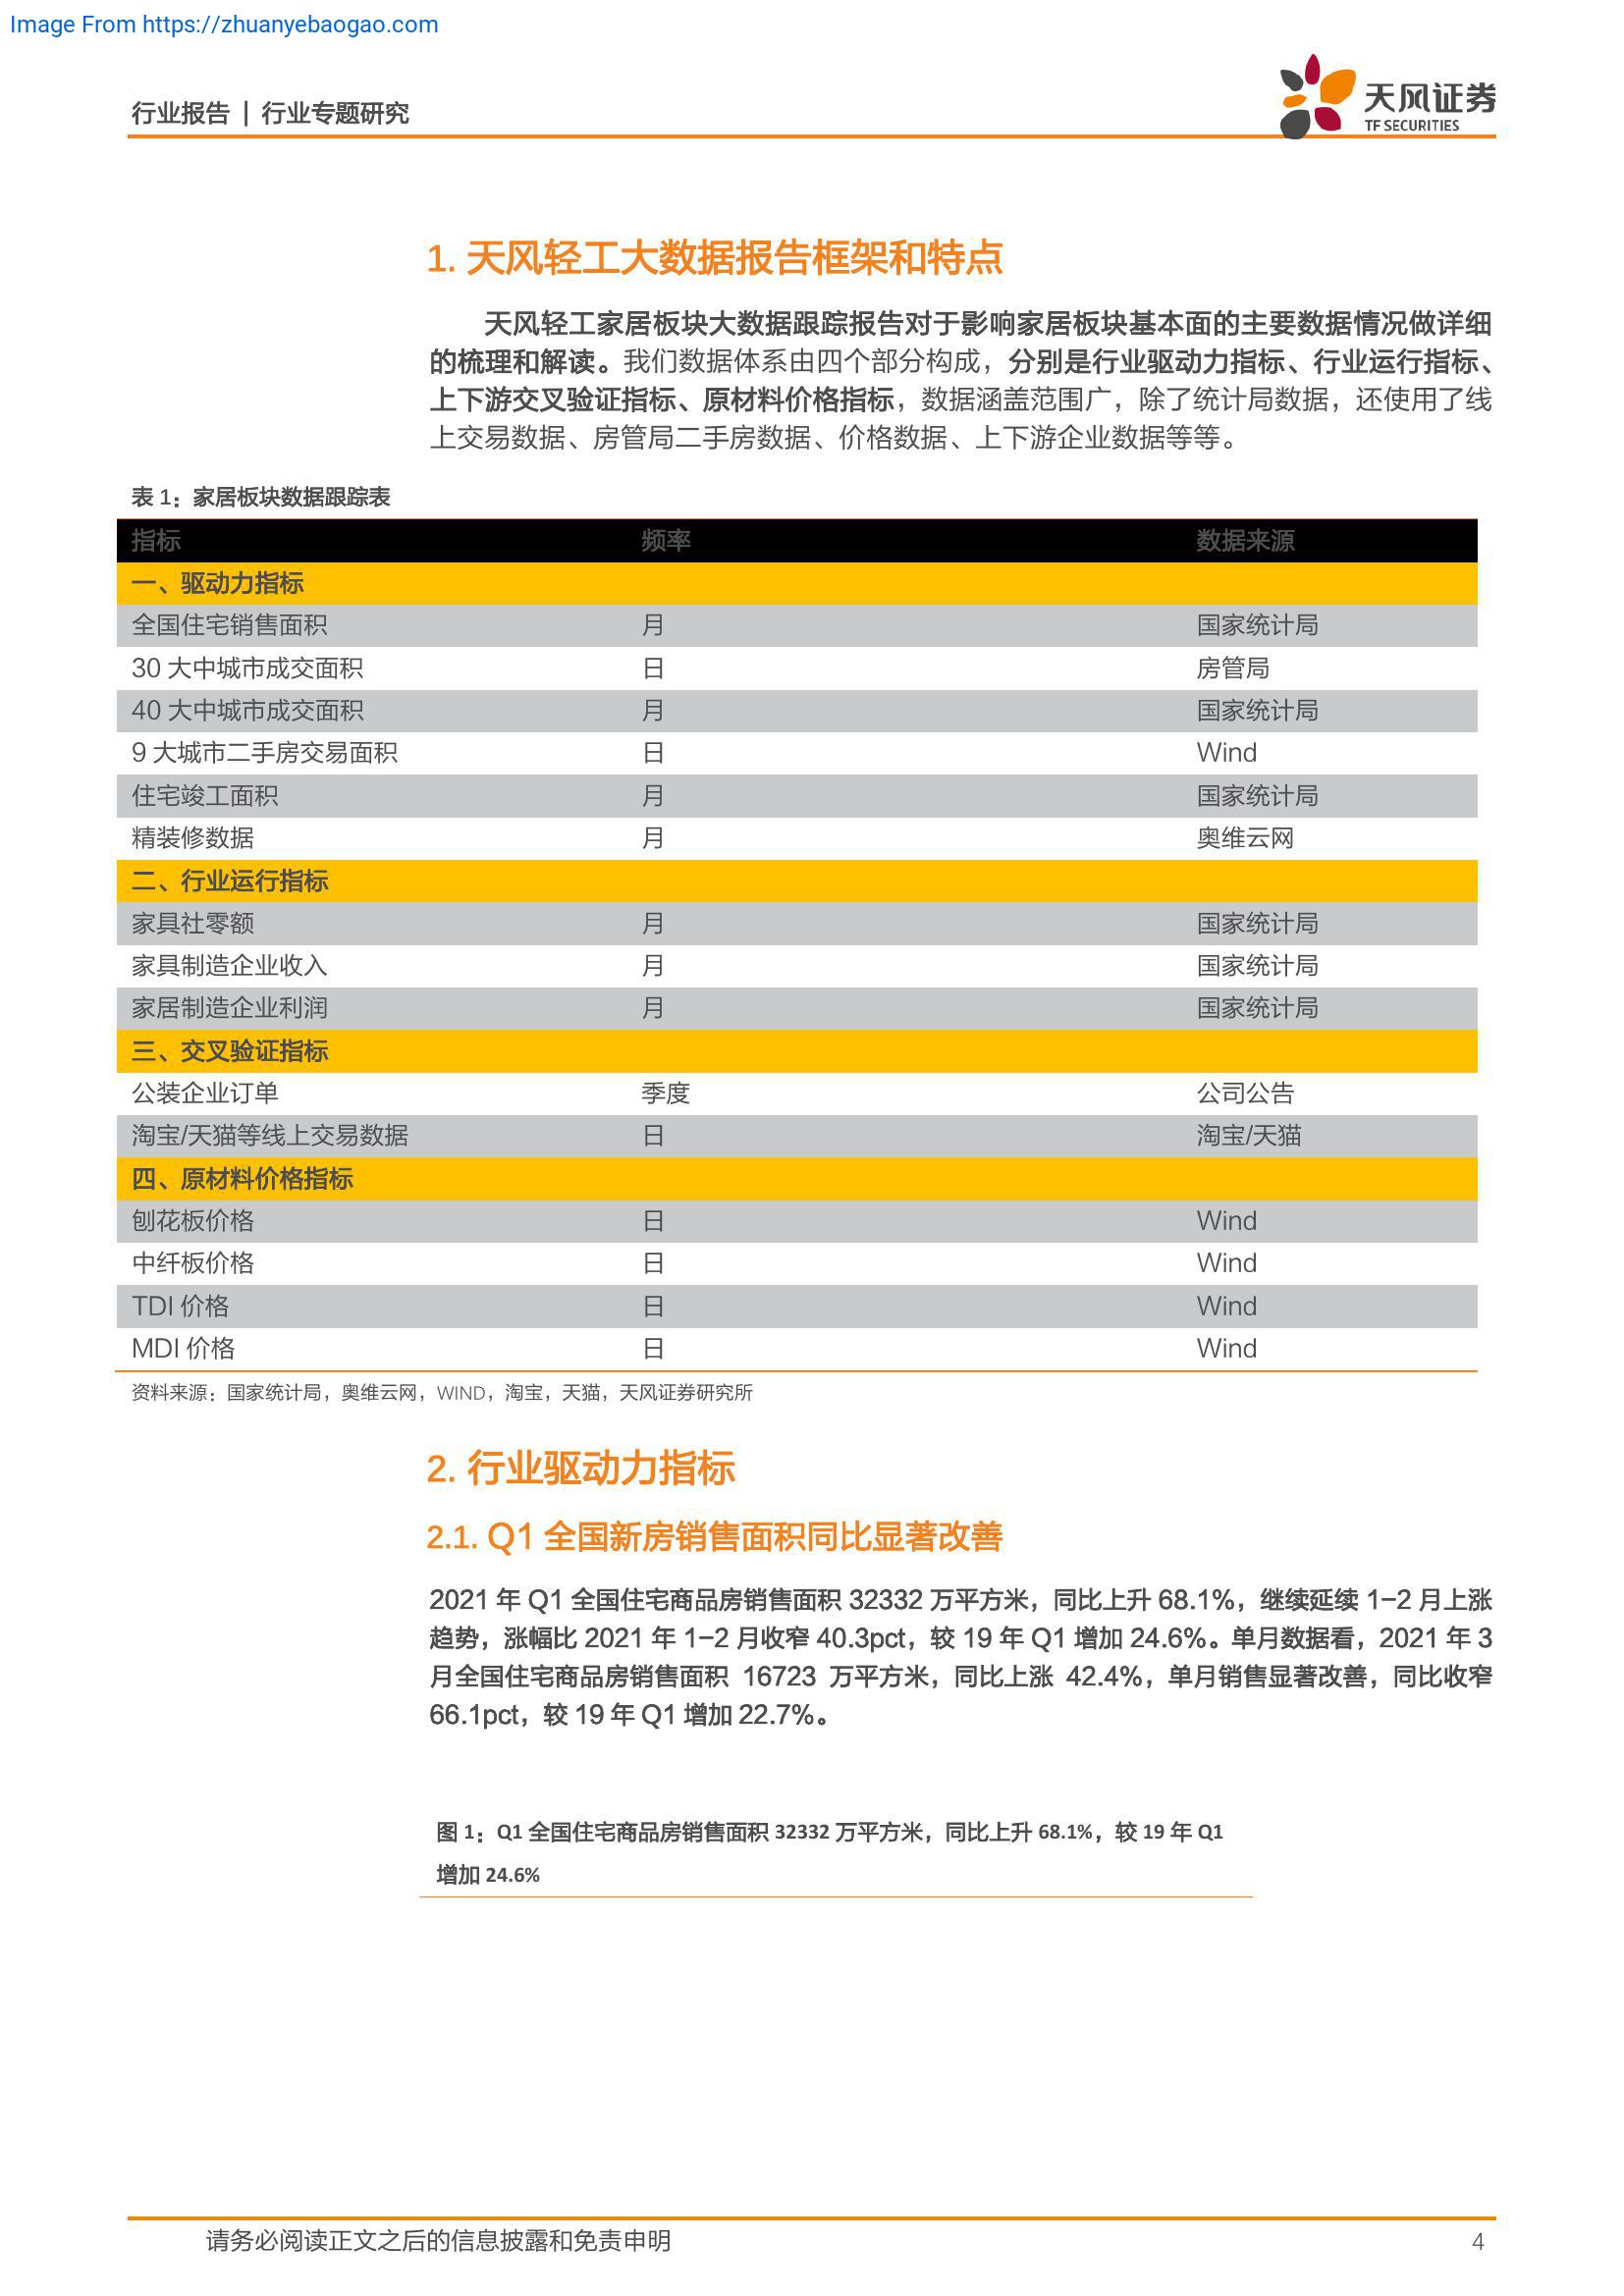 Image From https://zhuanyebaogao.com
行业报告 | 行业专题研究
天风证券
TF SECURITIES
1. 天风轻工大数据报告框架和特点
天风轻工家居板块大数据跟踪报告对于影响家居板块基本面的主要数据情况做详细
的梳理和解读。我们数据体系由四个部分构成，分别是行业驱动力指标、行业运行指标、
上下游交叉验证指标、原材料价格指标，数据涵盖范围广，除了统计局数据，还使用了线
上交易数据、房管局二手房数据、价格数据、上下游企业数据等等。
表 1：家居板块数据跟踪表
指标 频率 数据来源
一、驱动力指标
全国住宅销售面积 月 国家统计局
30 大中城市成交面积 日 房管局
40 大中城市成交面积 月 国家统计局
9 大城市二手房交易面积 日 Wind
住宅竣工面积 月 国家统计局
精装修数据 月 奥维云网
二、行业运行指标
家具社零额 月 国家统计局
家具制造企业收入 月 国家统计局
家居制造企业利润 月 国家统计局
三、交叉验证指标
公装企业订单 季度 公司公告
淘宝/天猫等线上交易数据 日 淘宝/天猫
四、原材料价格指标
刨花板价格 日 Wind
中纤板价格 日 Wind
TDI 价格 日 Wind
MDI 价格 日 Wind
资料来源：国家统计局，奥维云网，WIND，淘宝，天猫，天风证券研究所
2. 行业驱动力指标
2.1. Q1 全国新房销售面积同比显著改善
2021 年 Q1 全国住宅商品房销售面积 32332 万平方米，同比上升 68.1%，继续延续 1-2 月上涨
趋势，涨幅比 2021 年 1-2 月收窄 40.3pct，较 19 年 Q1 增加 24.6%。单月数据看，2021 年 3
月全国住宅商品房销售面积 16723 万平方米，同比上涨 42.4%，单月销售显著改善，同比收窄
66.1pct，较 19 年 Q1 增加 22.7%。
图 1：Q1 全国住宅商品房销售面积 32332 万平方米，同比上升 68.1%，较 19 年 Q1
增加 24.6%
请务必阅读正文之后的信息披露和免责申明 4